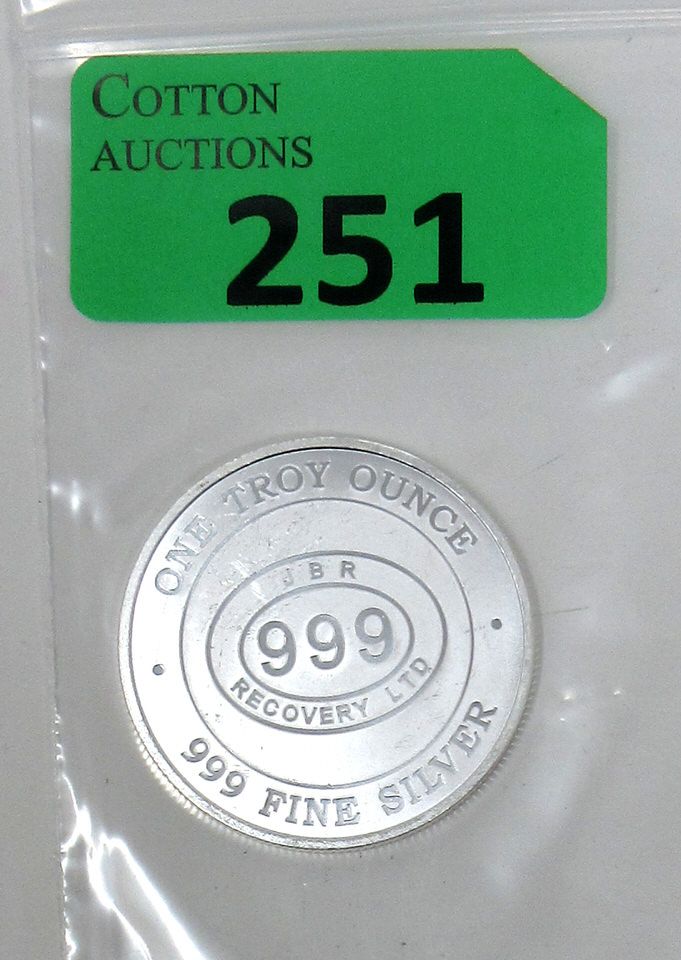 COTTON
AUCTIONS
251
ONE TROY OUNCE
JBR
999
RECOVERY LTD
999 FINE SILVER